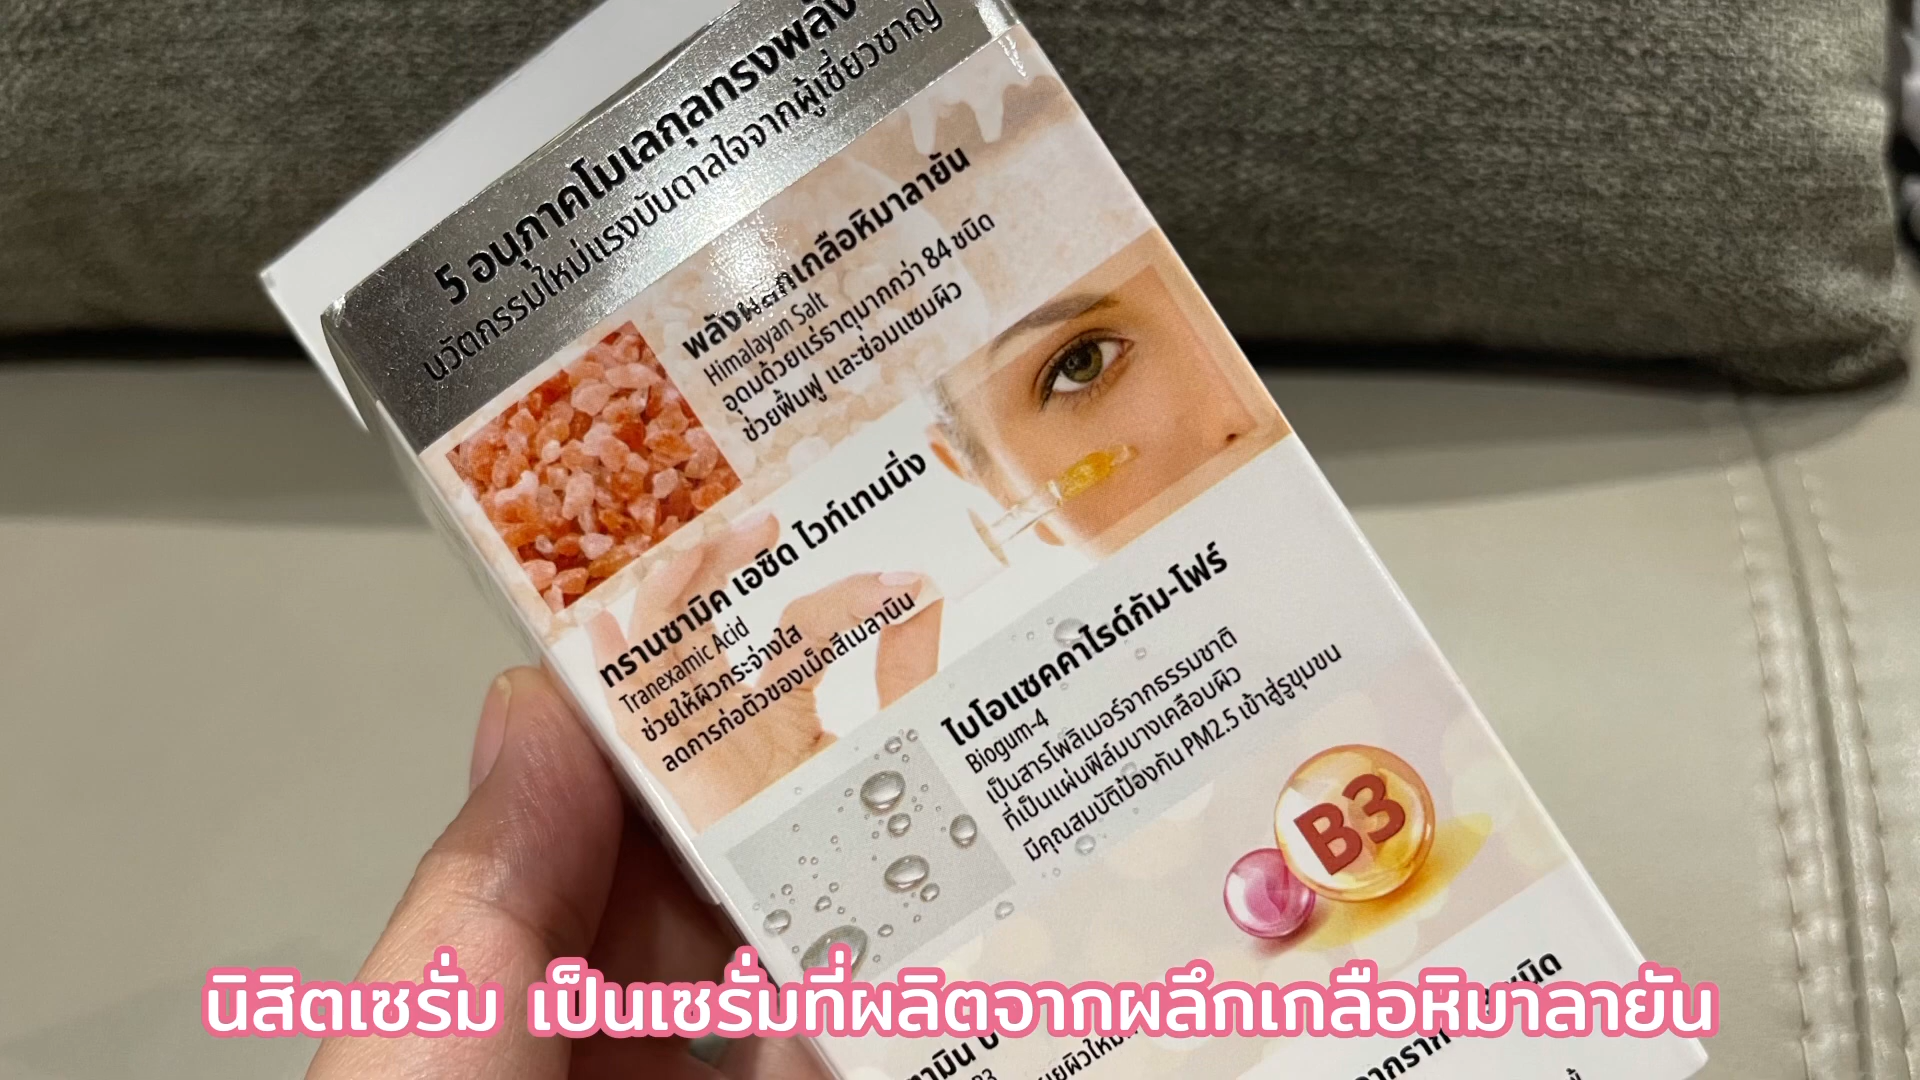 5 อนุภาคโมเลกุลทรงพลัง
นวัตกรรมใหม่แรงบันดาลใจจากผู้เชี่ยวชาญ
พลังผลึกเกลือหิมาลายัน
Himalayan Salt
อุดมด้วยแร่ธาตุมากกว่า 84 ชนิด
ช่วยฟื้นฟู และซ่อมแซมผิว
ทรานซามิค เอซิด ไวท์เทนนิ่ง
Tranexamic Acid
ช่วยให้ผิวกระจ่างใส
ลดการก่อตัวของเม็ดสีเมลานิน
ไบโอแซคคาไรด์กัม-โฟร์
Biogum-4
เป็นสารโพลิเมอร์จากธรรมชาติ
ที่เป็นแผ่นฟิล์มบางเคลือบผิว
มีคุณสมบัติป้องกัน PM2.5 เข้าสู่รูขุมขน
B3
นิสิตเซรั่ม เป็นเซรั่มที่ผลิตจากผลึกเกลือหิมาลายัน